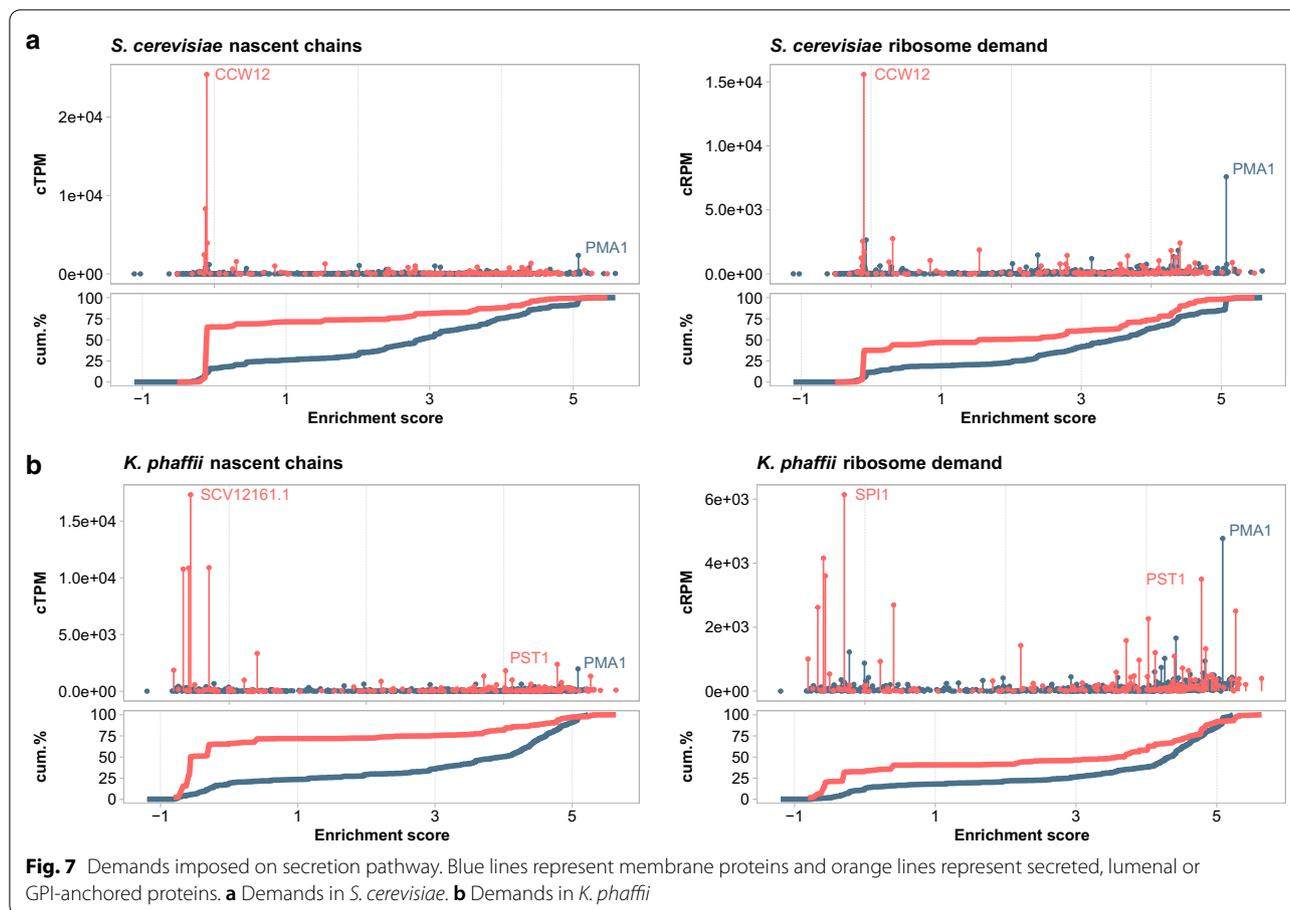 a
S. cerevisiae nascent chains
S. cerevisiae ribosome demand
CCW12
2e+04
1e+04
0e+00
cTPM
PMA1
100
75
50
25
0
cum.%
−1 1 3 5
Enrichment score
CCW12
1.5e+04
1.0e+04
5.0e+03
0.0e+00
cRPM
PMA1
100
75
50
25
0
cum.%
−1 1 3 5
Enrichment score
b
K. phaffii nascent chains
K. phaffii ribosome demand
SCV12161.1
1.5e+04
1.0e+04
5.0e+03
0.0e+00
cTPM
PST1
PMA1
100
75
50
25
0
cum.%
−1 1 3 5
Enrichment score
SPI1
6e+03
4e+03
2e+03
0e+00
cRPM
PMA1
PST1
100
75
50
25
0
cum.%
−1 1 3 5
Enrichment score
Fig. 7 Demands imposed on secretion pathway. Blue lines represent membrane proteins and orange lines represent secreted, lumenal or
GPI-anchored proteins. a Demands in S. cerevisiae. b Demands in K. phaffii